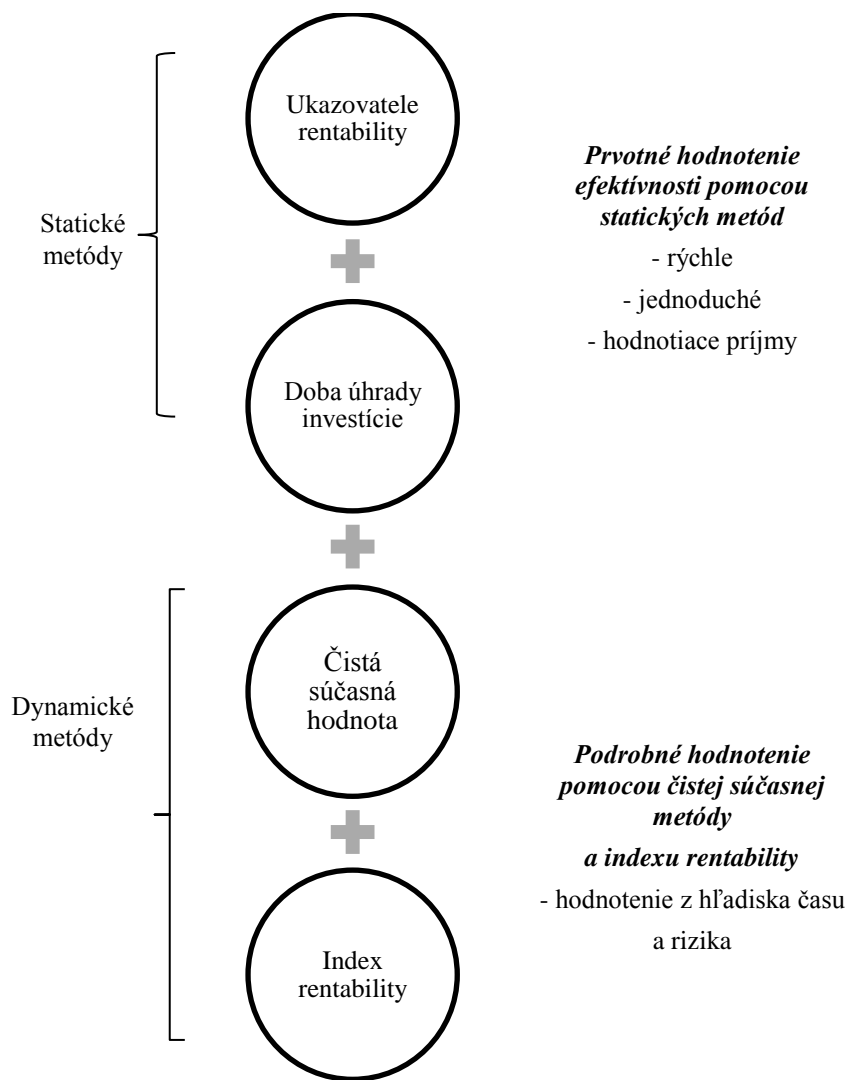 Ukazovatele
rentability
Prvotné hodnotenie
efektívnosti pomocou
statických metód
- rýchle
- jednoduché
- hodnotiace príjmy
Statické
metódy
Doba úhrady
investície
Čistá
súčasná
hodnota
Dynamické
metódy
Podrobné hodnotenie
pomocou čistej súčasnej
metódy
a indexu rentability
- hodnotenie z hľadiska času
a rizika
Index
rentability